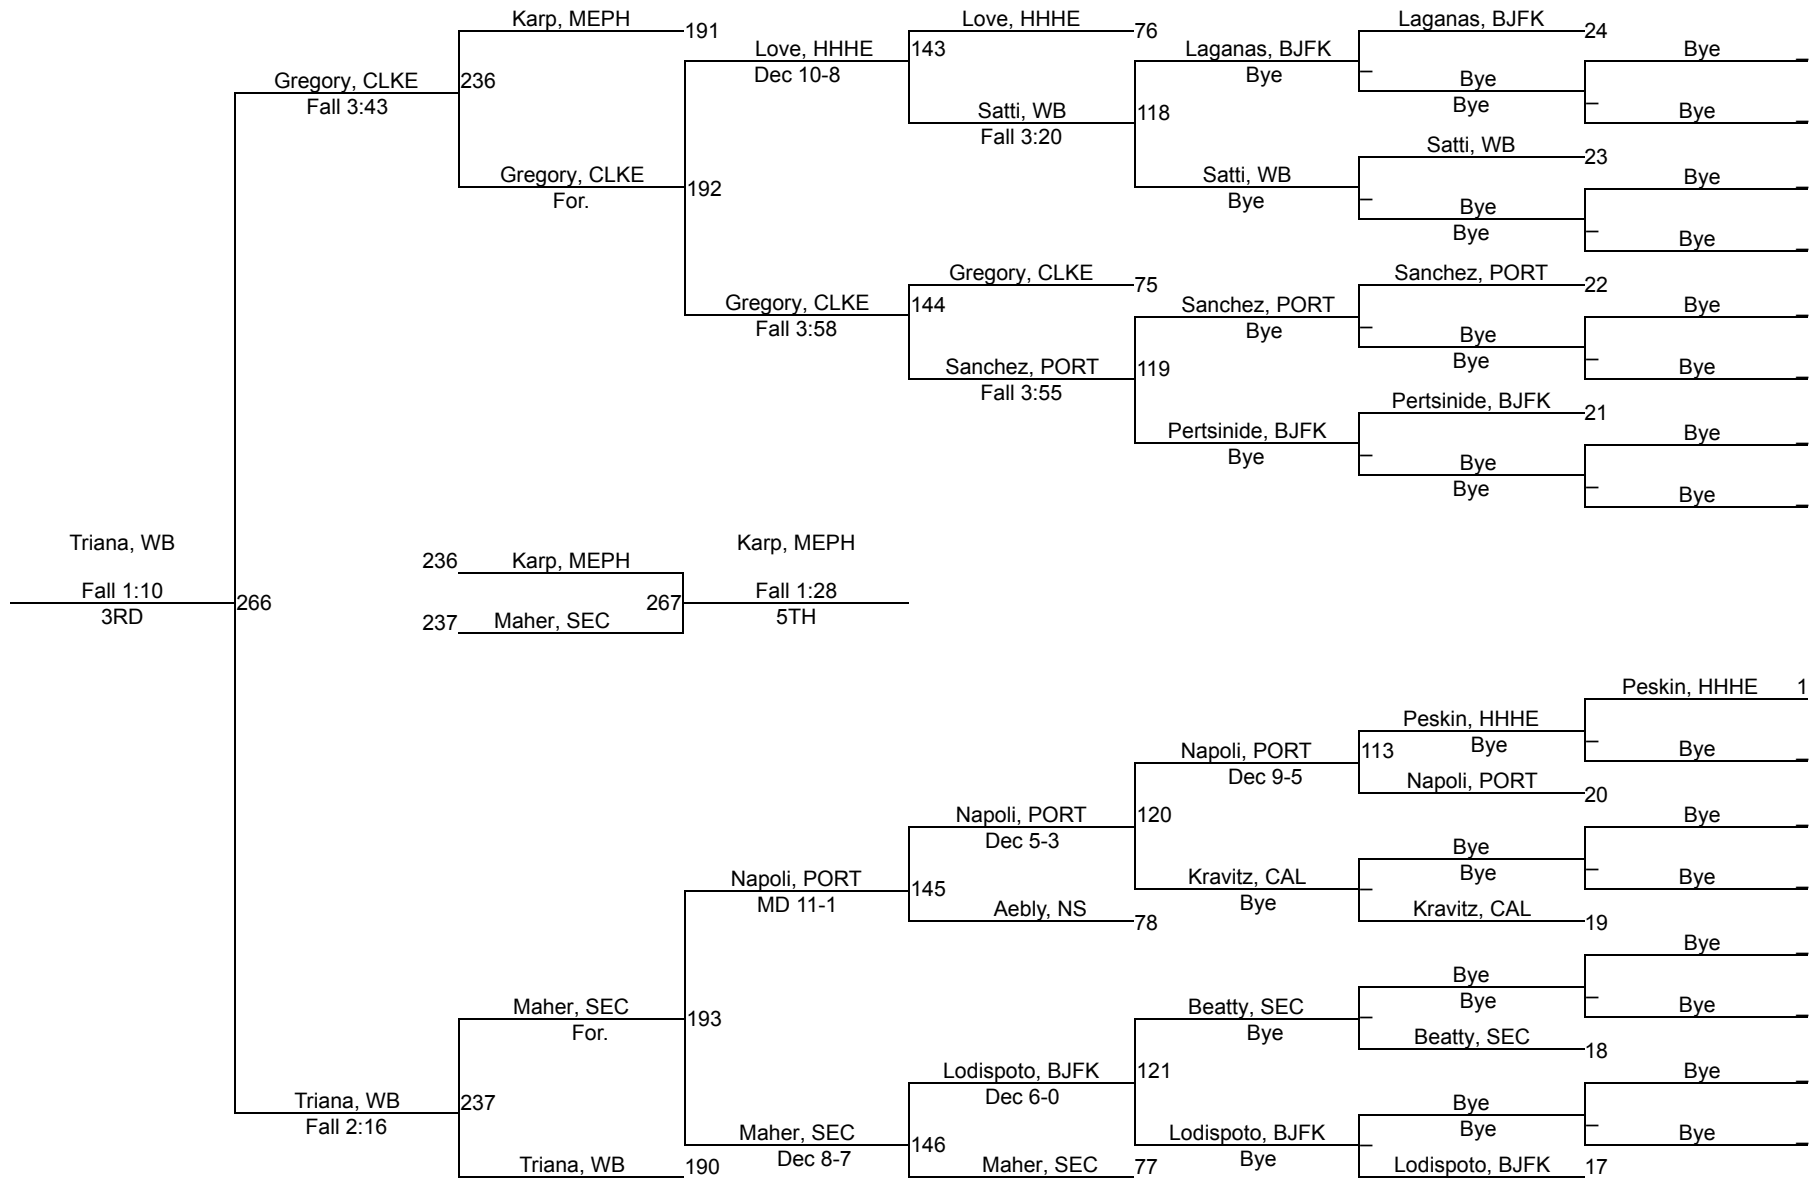 Karp, MEPH
191
Love, HHHE
76
Laganas, BJFK
24
Gregory, CLKE
Fall 3:43
236
Love, HHHE
Dec 10-8
143
Laganas, BJFK
Bye
Bye
Bye
Bye
Bye
Satti, WB
Fall 3:20
118
Satti, WB
23
Gregory, CLKE
For.
192
Satti, WB
Bye
Bye
Bye
Bye
Bye
Gregory, CLKE
75
Sanchez, PORT
22
Gregory, CLKE
Fall 3:58
144
Sanchez, PORT
Bye
Bye
Bye
Bye
Bye
Sanchez, PORT
Fall 3:55
119
Pertsinide, BJFK
21
Pertsinide, BJFK
Bye
Bye
Bye
Bye
Bye
Triana, WB
Fall 1:10
3RD
266
236
Karp, MEPH
237
Maher, SEC
267
Karp, MEPH
Fall 1:28
5TH
Peskin, HHHE 1
Peskin, HHHE
Bye
Bye
Napoli, PORT
Dec 9-5
113
Napoli, PORT
20
Napoli, PORT
Dec 5-3
120
Bye
Bye
Bye
Bye
Napoli, PORT
MD 11-1
145
Kravitz, CAL
Bye
Aebly, NS
78
Kravitz, CAL
19
Bye
Bye
Bye
Bye
Maher, SEC
For.
193
Beatty, SEC
Bye
Beatty, SEC
18
Lodispoto, BJFK
Dec 6-0
121
Bye
Bye
Bye
Bye
Triana, WB
Fall 2:16
237
Maher, SEC
Dec 8-7
146
Lodispoto, BJFK
Bye
Triana, WB
190
Maher, SEC
77
Lodispoto, BJFK
17